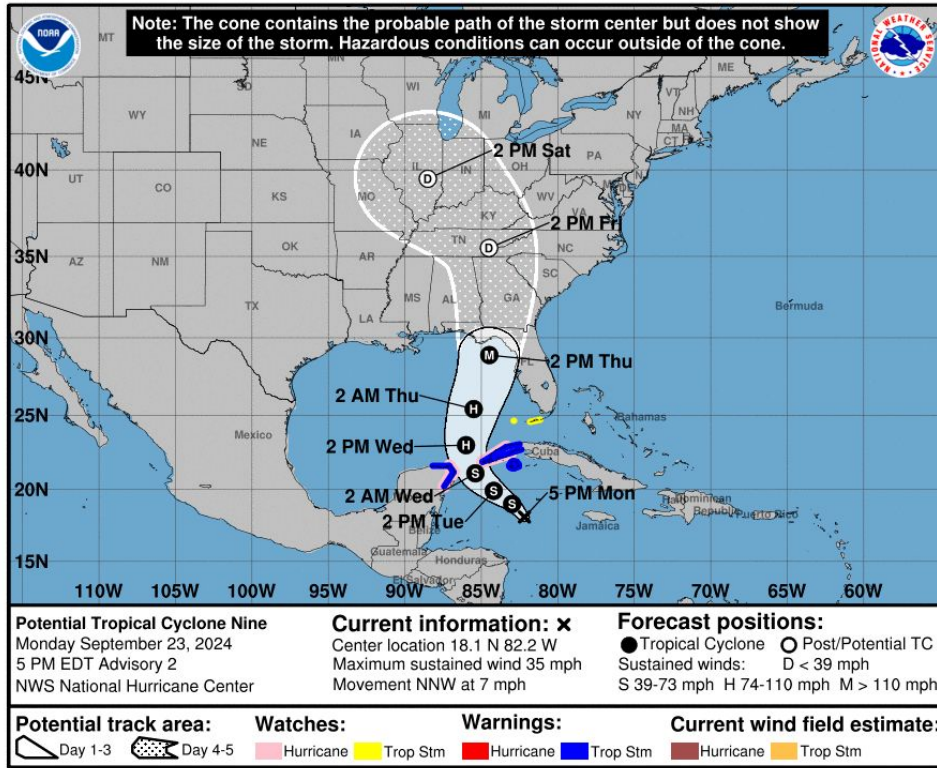 Note: The cone contains the probable path of the storm center but does not show
the size of the storm. Hazardous conditions can occur outside of the cone.
NOAA
NATIONAL WEATHER SERVICE
MT
ME
45N
SD
MN
WI
VT
NH
WY
MI
NY
MA
CT
IA
NE
PA
40N
2 PM Sat
D
IL
IN
OH
UT
CO
KS
MO
WV
DE
VA
KY
2 PM Fri
D
TN
NC
35N
AZ
NM
OK
AR
SC
MS
AL
GA
TX
LA
Bermuda
30N
M
2 PM Thu
FL
2 AM Thu
H
25N
Mexico
Bahamas
2 PM Wed
H
Cuba
2 AM Wed
S
20N
2 PM Tue
S
S
5 PM Mon
Haiti
Dominican
Republic
Puerto Rico
Jamaica
Belize
Guatemala
Honduras
15N
El Salvador
110W
105W
100W
95W
90W
85W
80W
75W
70W
65W
60W
Potential Tropical Cyclone Nine
Monday September 23, 2024
5 PM EDT Advisory 2
NWS National Hurricane Center
Current information: ×
Center location 18.1 N 82.2 W
Maximum sustained wind 35 mph
Movement NNW at 7 mph
Forecast positions:
Tropical Cyclone Post/Potential TC
Sustained winds: D < 39 mph
S 39-73 mph H 74-110 mph M > 110 mph
Potential track area:
Day 1-3 Day 4-5
Watches:
Hurricane Trop Stm
Warnings:
Hurricane Trop Stm
Current wind field estimate:
Hurricane Trop Stm